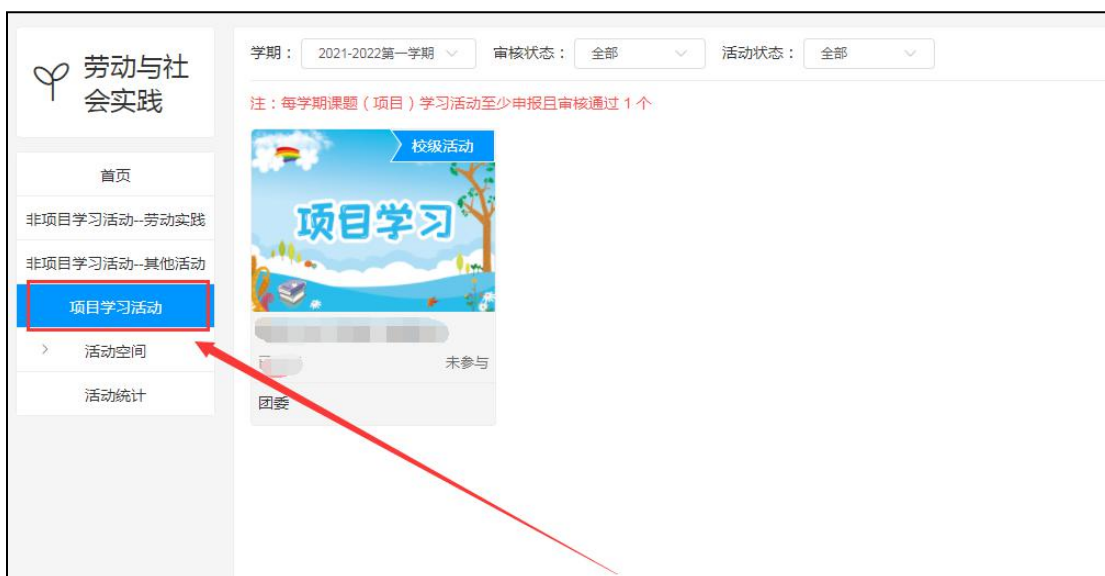 劳动与社
会实践
首页
非项目学习活动--劳动实践
非项目学习活动--其他活动
项目学习活动
活动空间
活动统计
学期： 2021-2022第一学期 审核状态： 全部 活动状态： 全部
注：每学期课题（项目）学习活动至少申报且审核通过 1 个
校级活动
项目学习
未参与
团委